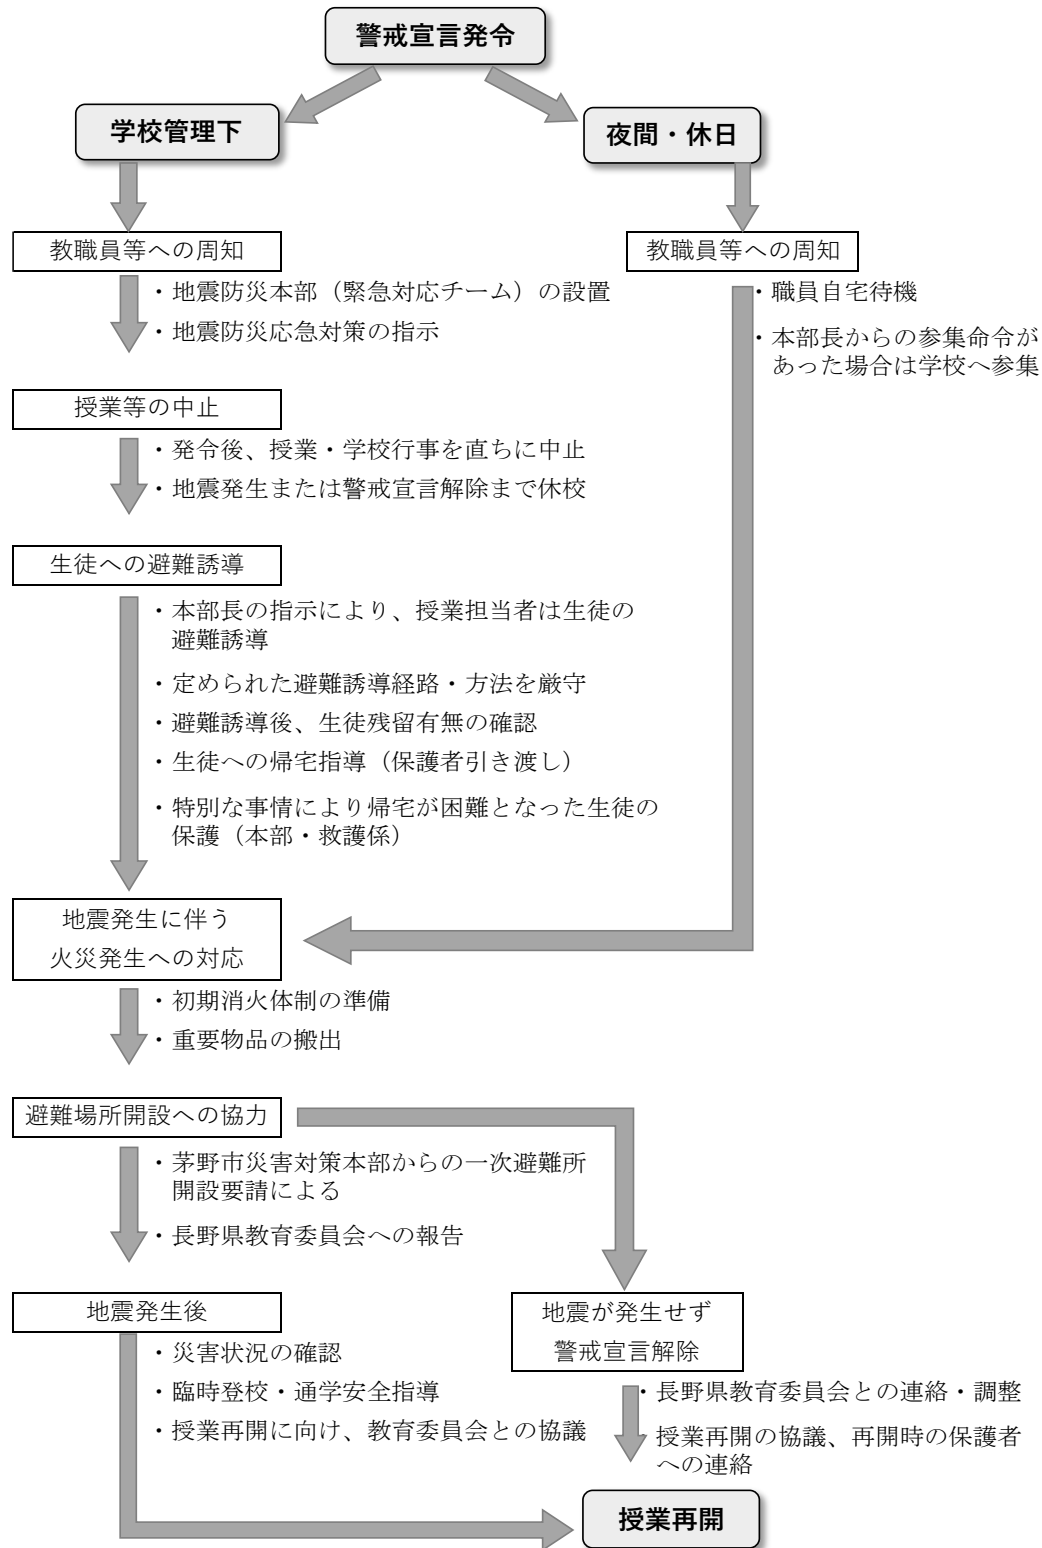 警戒宣言発令
学校管理下
夜間・休日
教職員等への周知
・地震防災本部（緊急対応チーム）の設置
・地震防災応急対策の指示
教職員等への周知
・職員自宅待機
・本部長からの参集命令が
あった場合は学校へ参集
授業等の中止
・発令後、授業・学校行事を直ちに中止
・地震発生または警戒宣言解除まで休校
生徒への避難誘導
・本部長の指示により、授業担当者は生徒の
避難誘導
・定められた避難誘導経路・方法を厳守
・避難誘導後、生徒残留有無の確認
・生徒への帰宅指導（保護者引き渡し）
・特別な事情により帰宅が困難となった生徒の
保護（本部・救護係）
地震発生に伴う
火災発生への対応
・初期消火体制の準備
・重要物品の搬出
避難場所開設への協力
・茅野市災害対策本部からの一次避難所
開設要請による
・長野県教育委員会への報告
地震発生後
・災害状況の確認
・臨時登校・通学安全指導
・授業再開に向け、教育委員会との協議
地震が発生せず
警戒宣言解除
・長野県教育委員会との連絡・調整
授業再開の協議、再開時の保護者
への連絡
授業再開